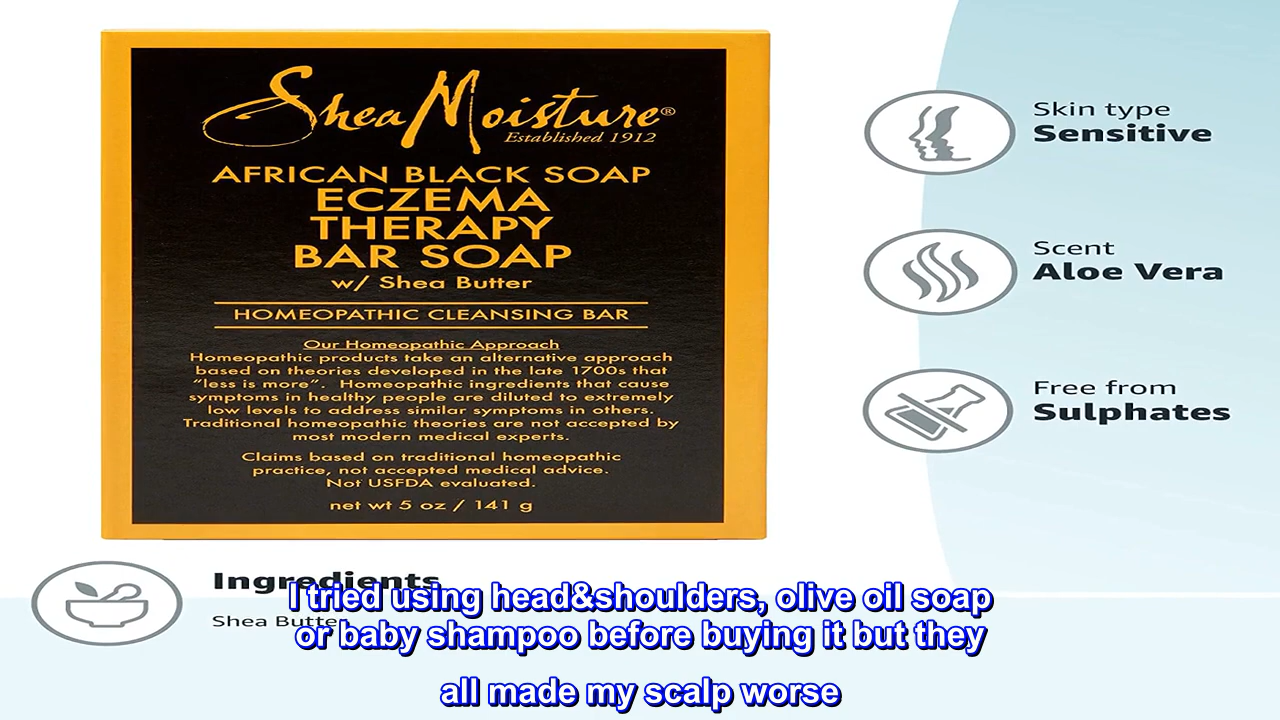 SheaMoisture®
Established 1912
AFRICAN BLACK SOAP
ECZEMA
THERAPY
BAR SOAP
w/ Shea Butter
HOMEOPATHIC CLEANSING BAR
Our Homeopathic Approach
Homeopathic products take an alternative approach
based on theories developed in the late 1700s that
“less is more”. Homeopathic ingredients that cause
symptoms in healthy people are diluted to extremely
low levels to address similar symptoms in others.
Traditional homeopathic theories are not accepted by
most modern medical experts.
Claims based on traditional homeopathic
practice, not accepted medical advice.
Not USFDA evaluated.
net wt 5 oz / 141 g
Skin type
Sensitive
Scent
Aloe Vera
Free from
Sulphates
Ingredients
Shea Butter
I tried using head&shoulders, olive oil soap
or baby shampoo before buying it but they
all made my scalp worse